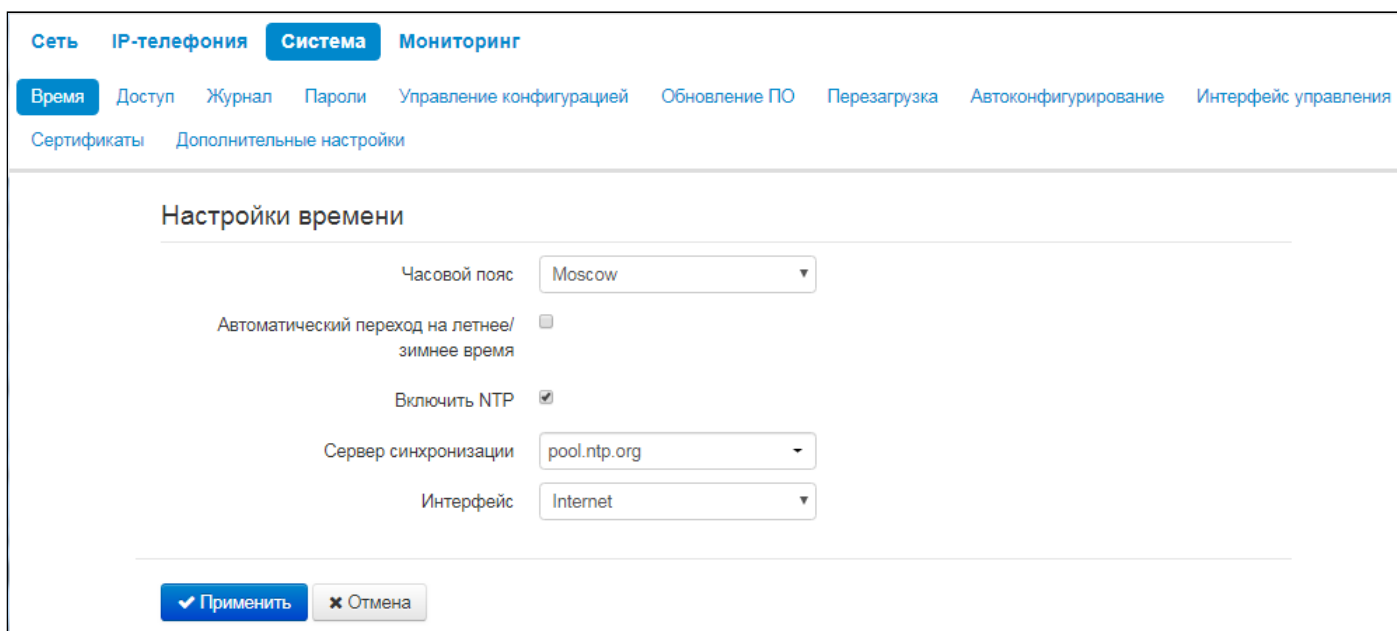 Сеть IP-телефония Система Мониторинг
Время Доступ Журнал Пароли Управление конфигурацией Обновление ПО Перезагрузка Автоконфигурирование Интерфейс управления
Сертификаты Дополнительные настройки
Настройки времени
Часовой пояс Moscow
Автоматический переход на летнее/
зимнее время
Включить NTP
Сервер синхронизации pool.ntp.org
Интерфейс Internet
Применить Отмена